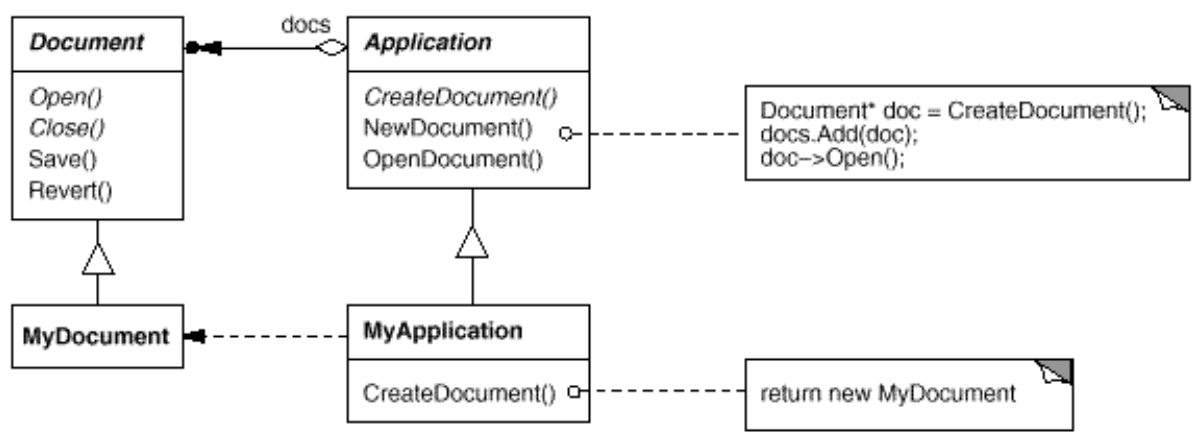 docs
Document
Open()
Close()
Save()
Revert()
Application
CreateDocument()
NewDocument()
OpenDocument()
Document* doc = CreateDocument();
docs.Add(doc);
doc->Open();
MyDocument
MyApplication
CreateDocument()
return new MyDocument